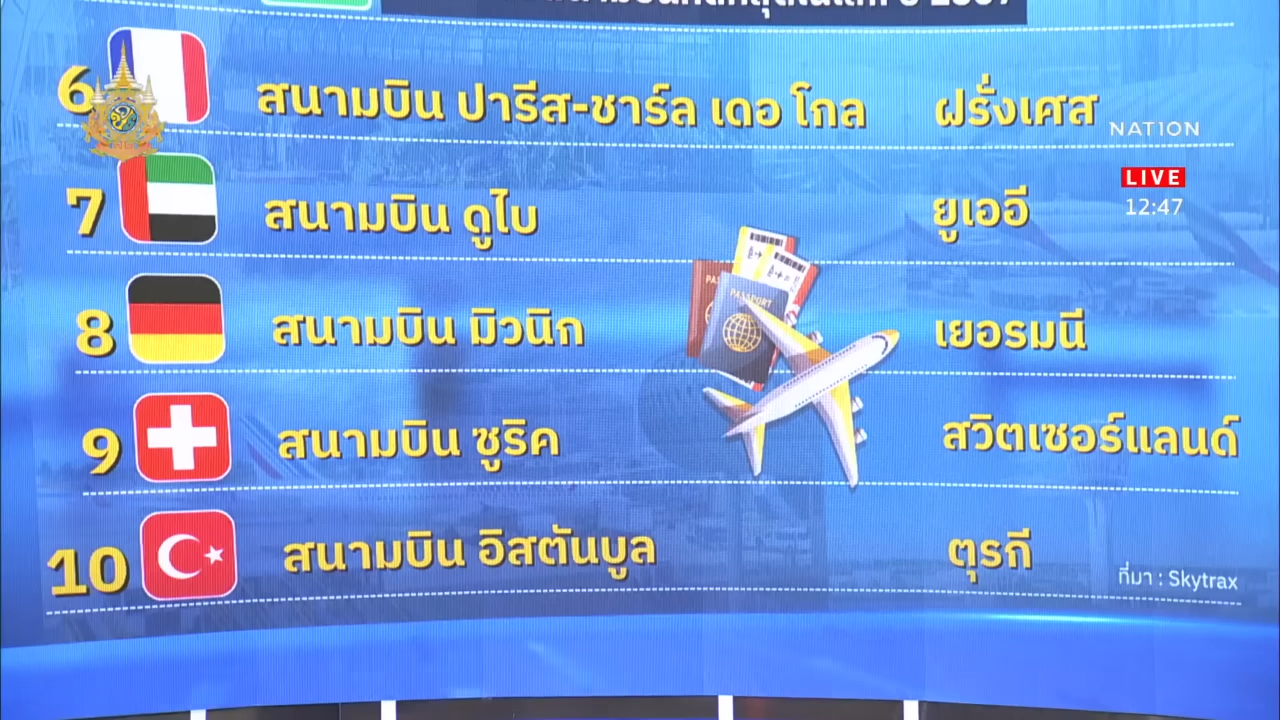 6 สนามบิน ปารีส-ชาร์ล เดอ โกล ฝรั่งเศส
NATION
LIVE
12:47
7 สนามบิน ดูไบ ยูเออี
PASSPORT
8 สนามบิน มิวนิก เยอรมนี
9 สนามบิน ซูริค สวิตเซอร์แลนด์
10 สนามบิน อิสตันบูล ตุรกี
ที่มา : Skytrax